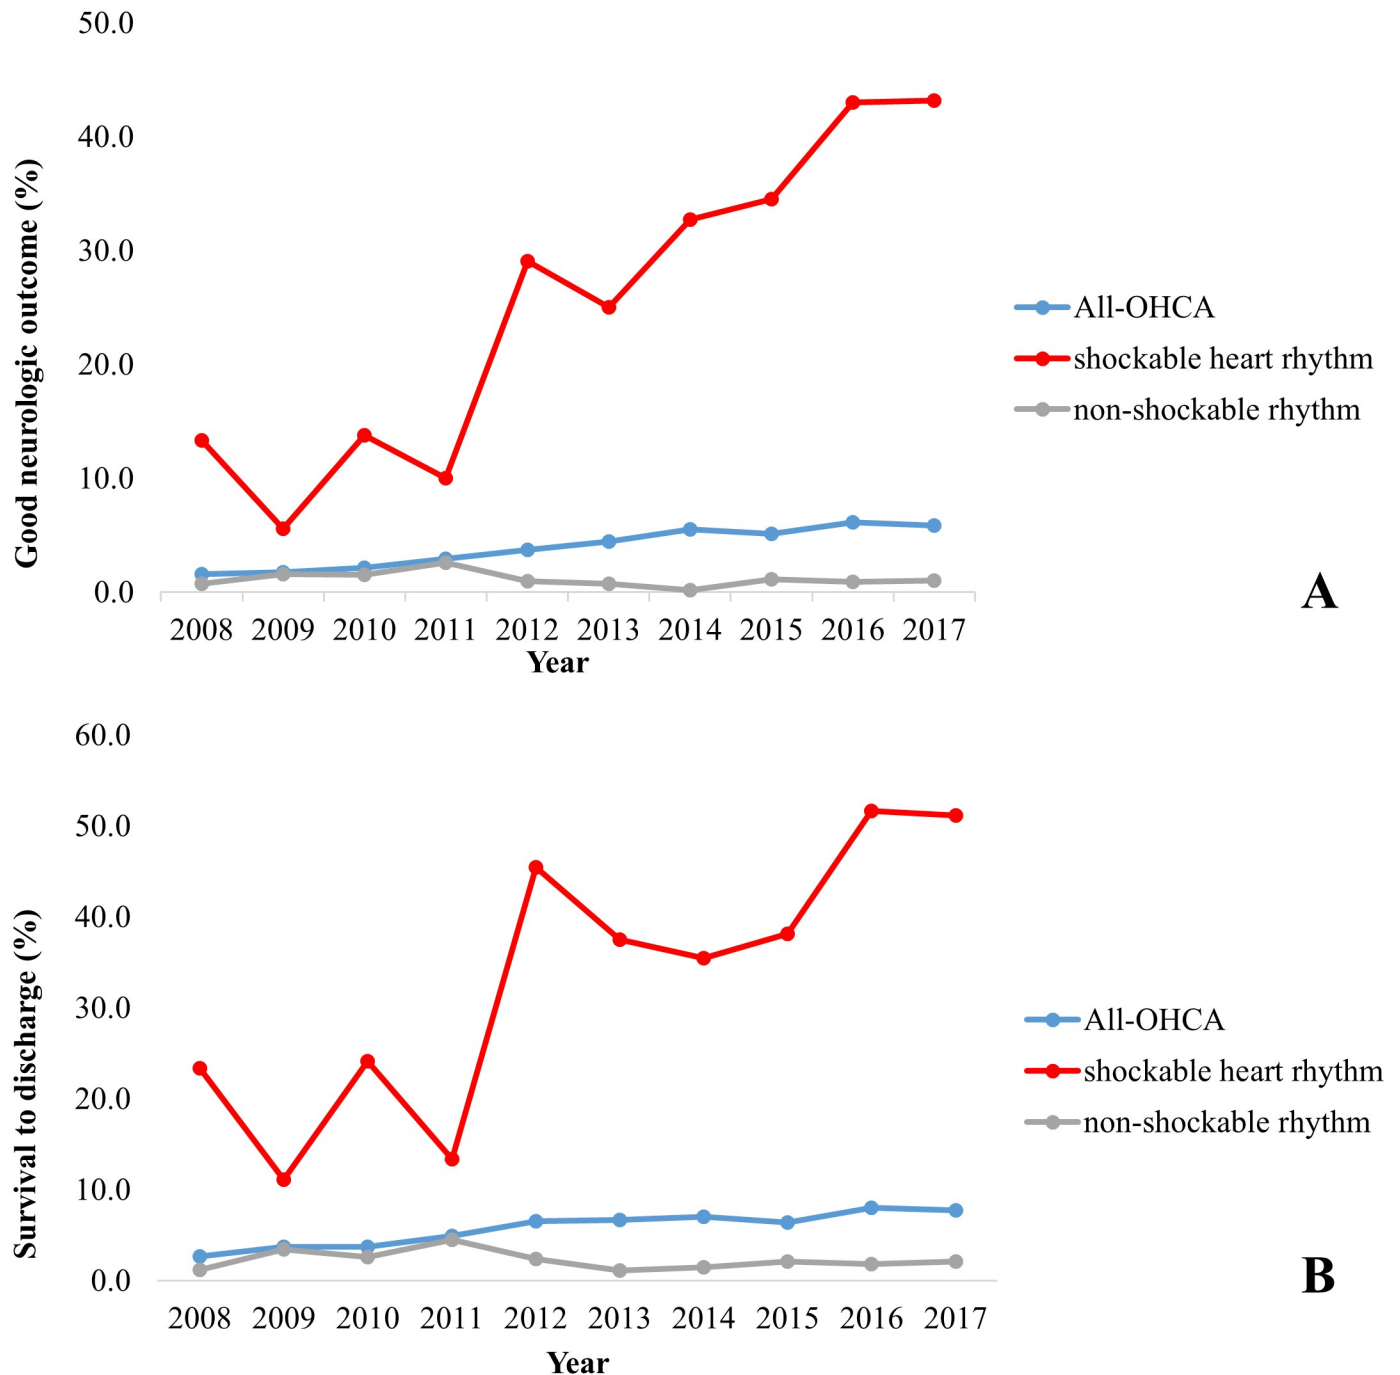 50.0
40.0
30.0
20.0
10.0
0.0
Good neurologic outcome (%)
2008 2009 2010 2011 2012 2013 2014 2015 2016 2017
Year
All-OHCA
shockable heart rhythm
non-shockable rhythm
A
60.0
50.0
40.0
30.0
20.0
10.0
0.0
Survival to discharge (%)
2008 2009 2010 2011 2012 2013 2014 2015 2016 2017
Year
All-OHCA
shockable heart rhythm
non-shockable rhythm
B